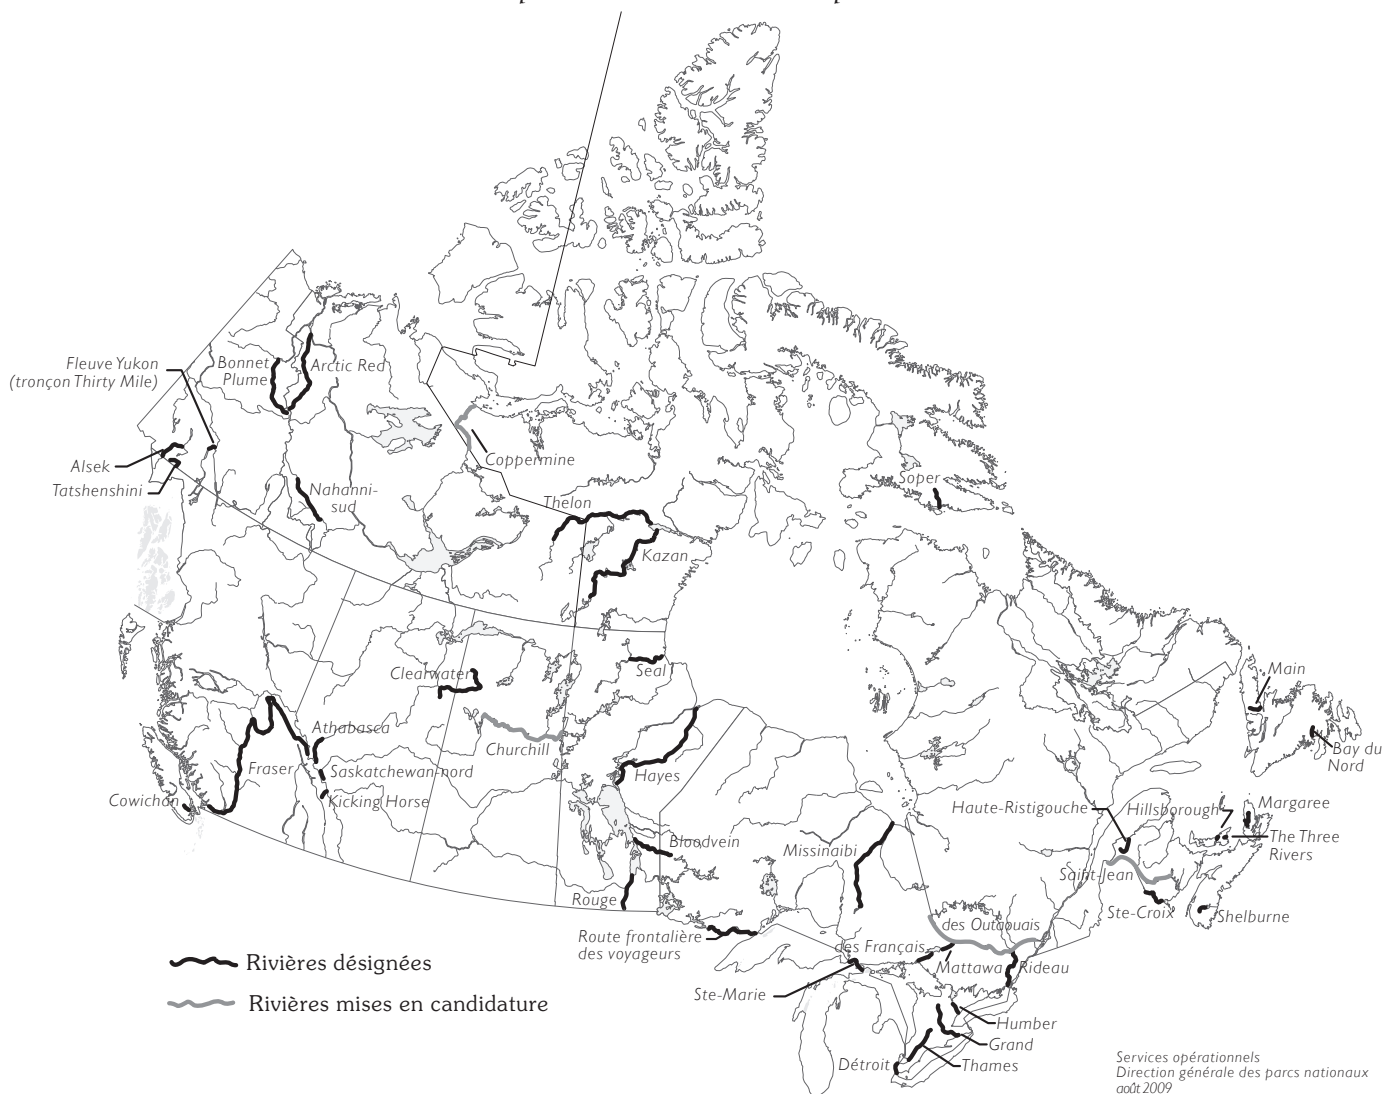 Fleuve Yukon
(tronçon Thirty Mile)
Bonnet
Plume
Arctic Red
Alsek
Tatshenshini
Nahanni-
sud
Coppermine
Thelon
Kazan
Soper
Clearwater
Seal
Churchill
Athabasca
Fraser
Saskatchewan-nord
Kicking Horse
Cowichan
Hayes
Bloodvein
Rouge
Missinaibi
Route frontalière
des voyageurs
Main
Bay du
Nord
Haute-Ristigouche
Hillsborough
Margaree
The Three
Rivers
Saint-Jean
Ste-Croix
Shelburne
des Outaouais
des Français
Mattawa
Rideau
Ste-Marie
Humber
Grand
Thames
Détroit
Rivières désignées
Rivières mises en candidature
Services opérationnels
Direction générale des parcs nationaux
août 2009